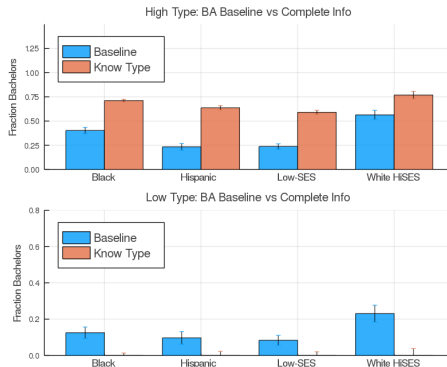 High Type: BA Baseline vs Complete Info
Fraction Bachelors
1.25
1.00
0.75
0.50
0.25
0.00
Baseline
Know Type
Black
Hispanic
Low-SES
White HiSES
Low Type: BA Baseline vs Complete Info
Fraction Bachelors
0.8
0.6
0.4
0.2
0.0
Baseline
Know Type
Black
Hispanic
Low-SES
White HiSES